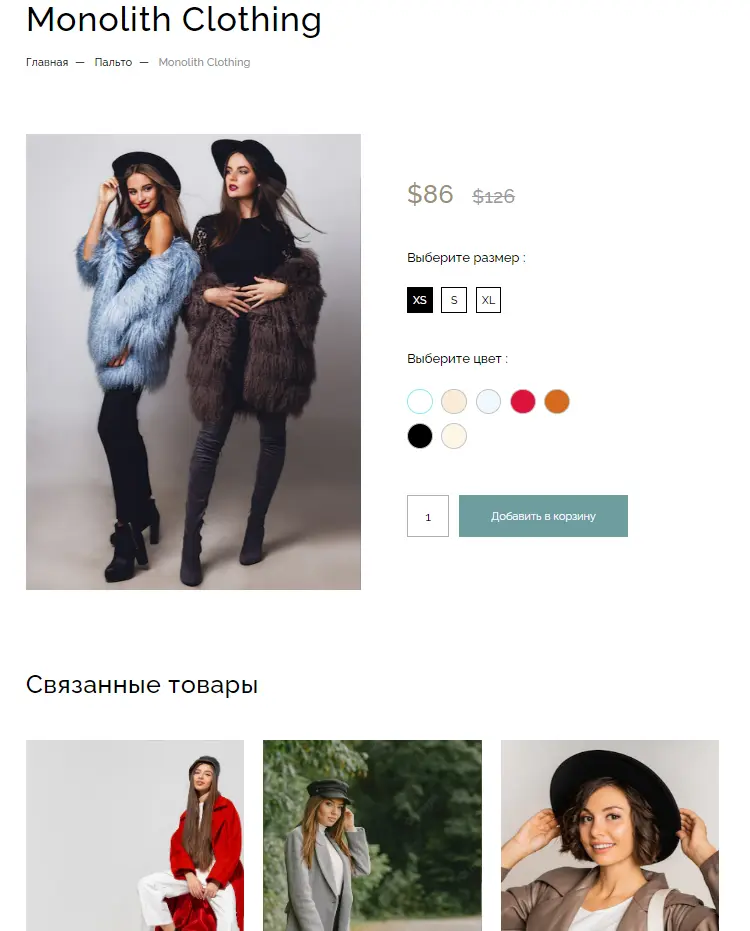 Monolith Clothing
Главная — Пальто — Monolith Clothing
$86 $126
Выберите размер :
XS S XL
Выберите цвет :
1 Добавить в корзину
Связанные товары